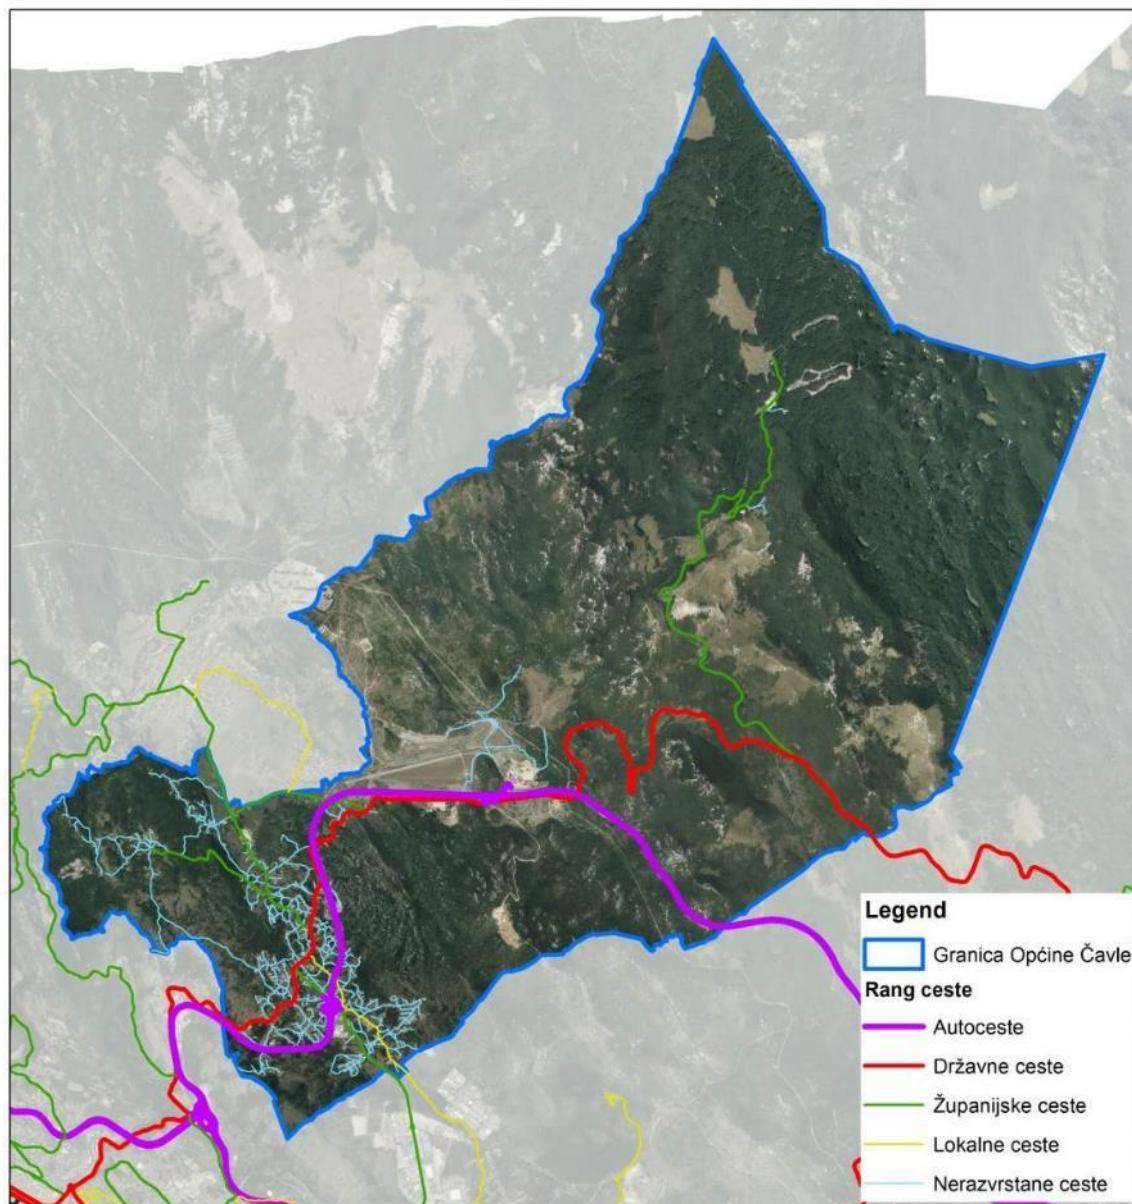 Legend
Granica Općine Čavle
Rang ceste
Autoceste
Državne ceste
Županijske ceste
Lokalne ceste
Nerazvrstane ceste